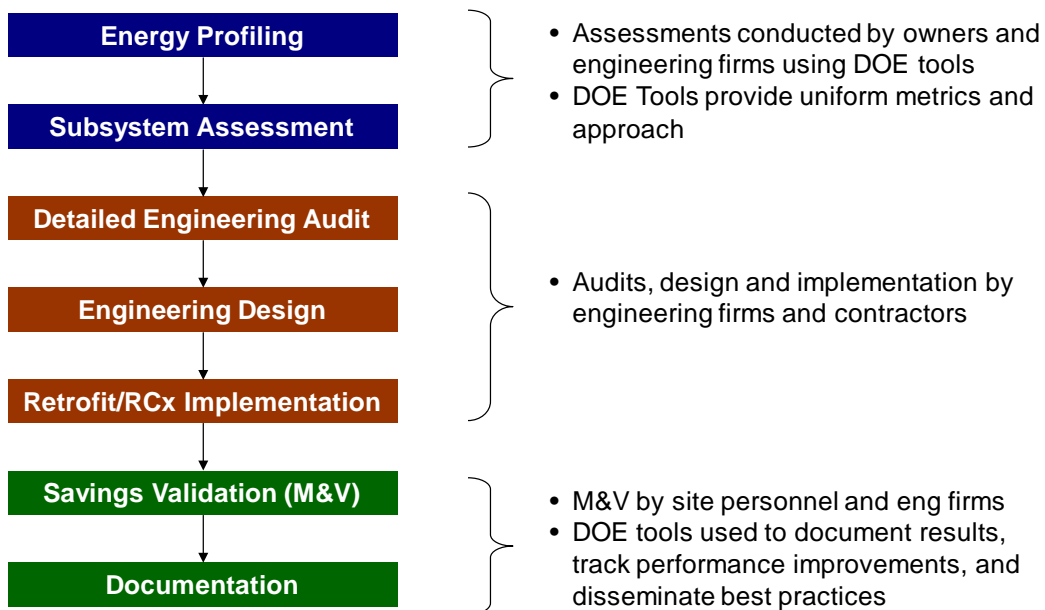 Energy Profiling
Subsystem Assessment
• Assessments conducted by owners and
engineering firms using DOE tools
• DOE Tools provide uniform metrics and
approach
Detailed Engineering Audit
Engineering Design
Retrofit/RCx Implementation
• Audits, design and implementation by
engineering firms and contractors
Savings Validation (M&V)
Documentation
• M&V by site personnel and eng firms
• DOE tools used to document results,
track performance improvements, and
disseminate best practices